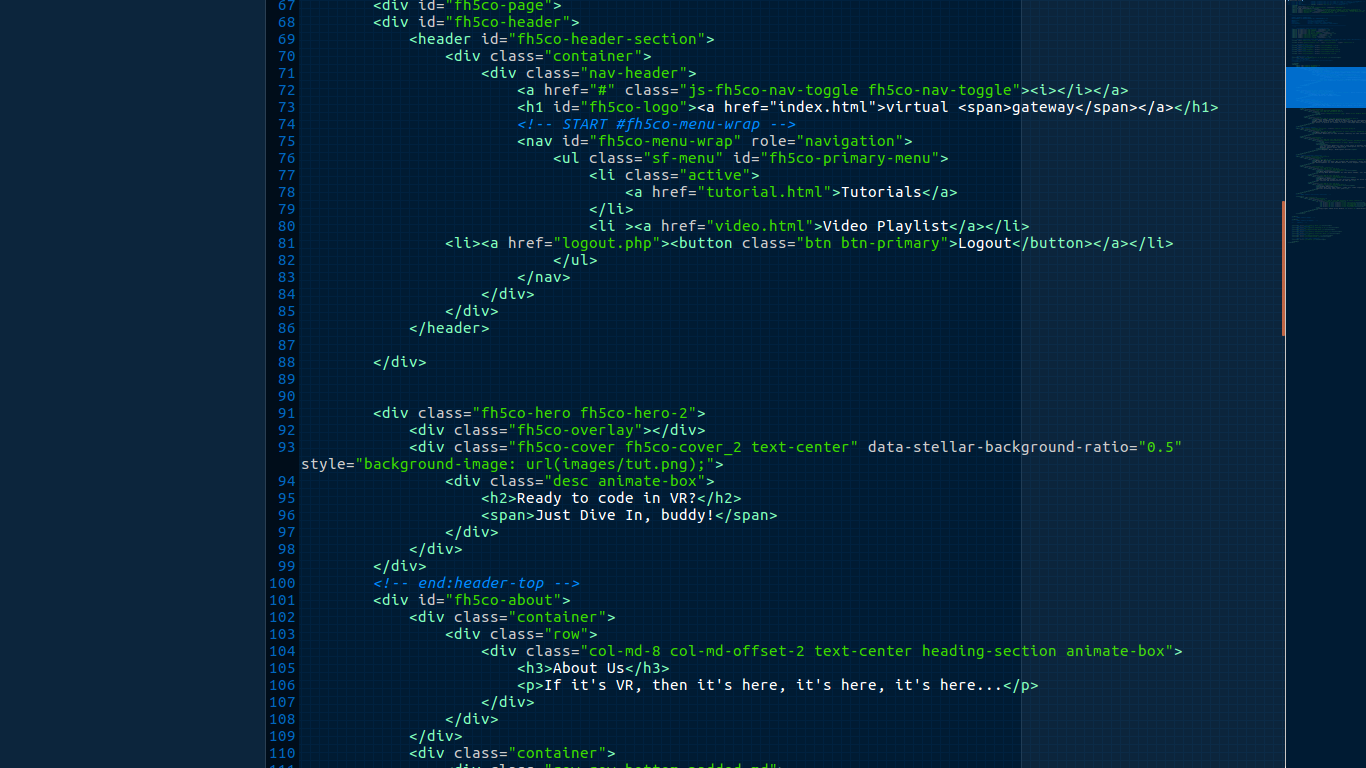 67 <div id="fh5co-page">
68 <div id="fh5co-header">
69 <header id="fh5co-header-section">
70 <div class="container">
71 <div class="nav-header">
72 <a href="#" class="js-fh5co-nav-toggle fh5co-nav-toggle"><i></i></a>
73 <h1 id="fh5co-logo"><a href="index.html">virtual <span>gateway</span></a></h1>
74 <!-- START #fh5co-menu-wrap -->
75 <nav id="fh5co-menu-wrap" role="navigation">
76 <ul class="sf-menu" id="fh5co-primary-menu">
77 <li class="active">
78 <a href="tutorial.html">Tutorials</a>
79 </li>
80 <li ><a href="video.html">Video Playlist</a></li>
81 <li><a href="logout.php"><button class="btn btn-primary">Logout</button></a></li>
82 </ul>
83 </nav>
84 </div>
85 </div>
86 </header>
87
88 </div>
89
90
91 <div class="fh5co-hero fh5co-hero-2">
92 <div class="fh5co-overlay"></div>
93 <div class="fh5co-cover fh5co-cover_2 text-center" data-stellar-background-ratio="0.5"
style="background-image: url(images/tut.png);">
94 <div class="desc animate-box">
95 <h2>Ready to code in VR?</h2>
96 <span>Just Dive In, buddy!</span>
97 </div>
98 </div>
99 </div>
100 <!-- end:header-top -->
101 <div id="fh5co-about">
102 <div class="container">
103 <div class="row">
104 <div class="col-md-8 col-md-offset-2 text-center heading-section animate-box">
105 <h3>About Us</h3>
106 <p>If it's VR, then it's here, it's here, it's here...</p>
107 </div>
108 </div>
109 </div>
110 <div class="container">